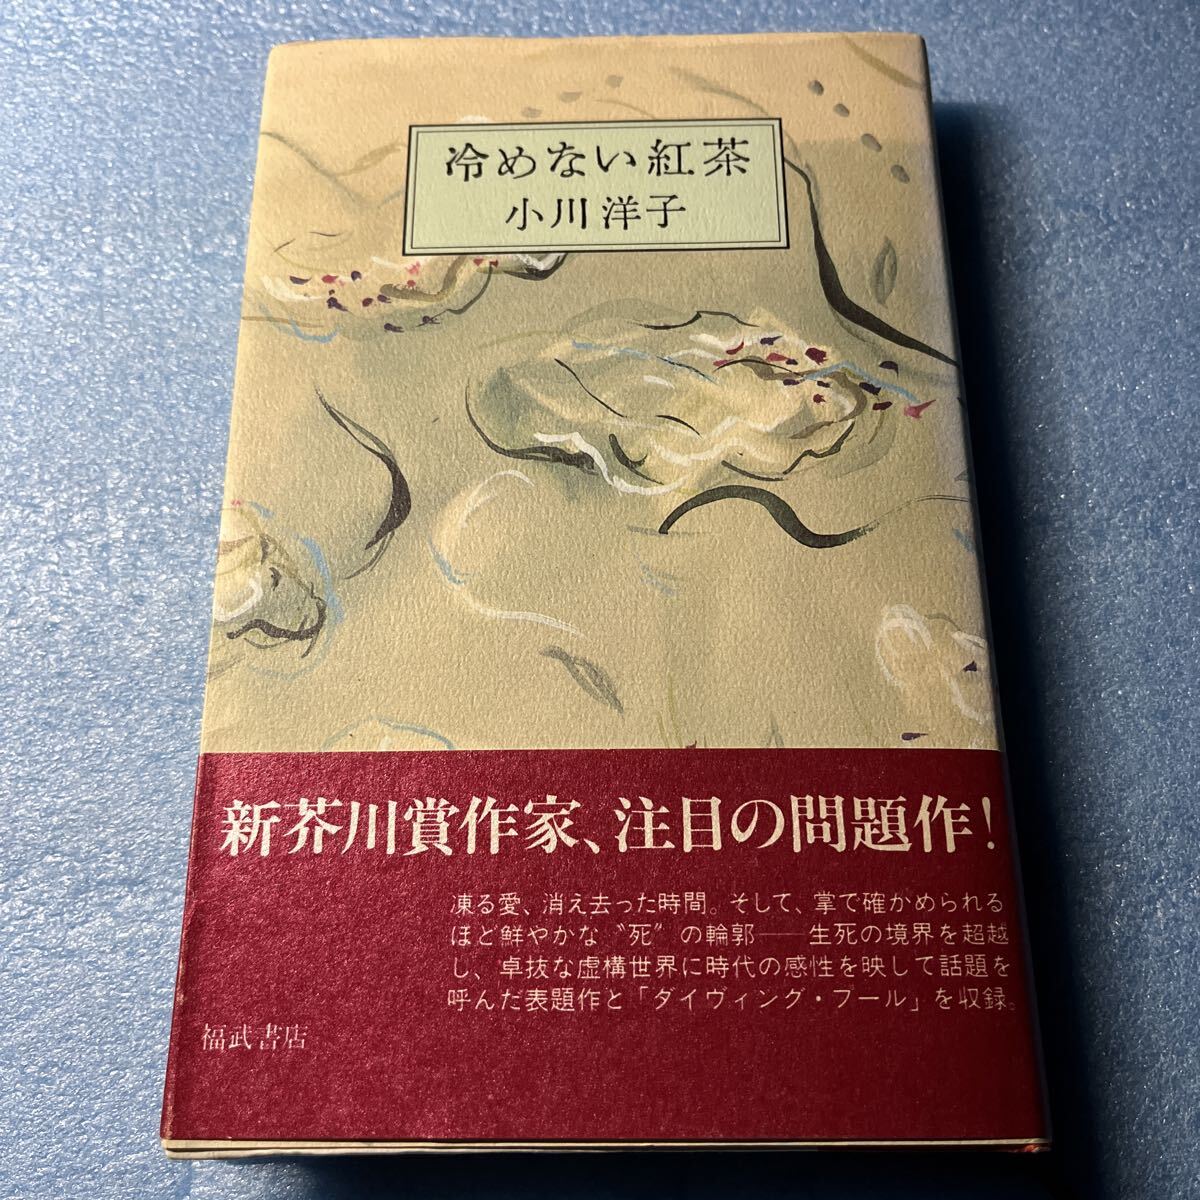 冷めない紅茶
小川洋子
新芥川賞作家、注目の問題作!
凍る愛、消え去った時間。そして、掌で確かめられる
ほど鮮やかな〝死〟の輪郭――生死の境界を超越
し、卓抜な虚構世界に時代の感性を映して話題を
呼んだ表題作と「ダイヴィング・プール」を収録。
福武書店